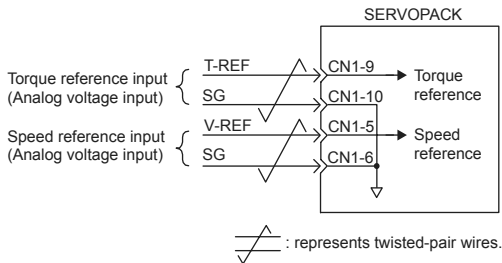 SERVOPACK
Torque reference input
(Analog voltage input)
T-REF
CN1-9
Torque
reference
SG
CN1-10
Speed reference input
(Analog voltage input)
V-REF
CN1-5
Speed
reference
SG
CN1-6
: represents twisted-pair wires.